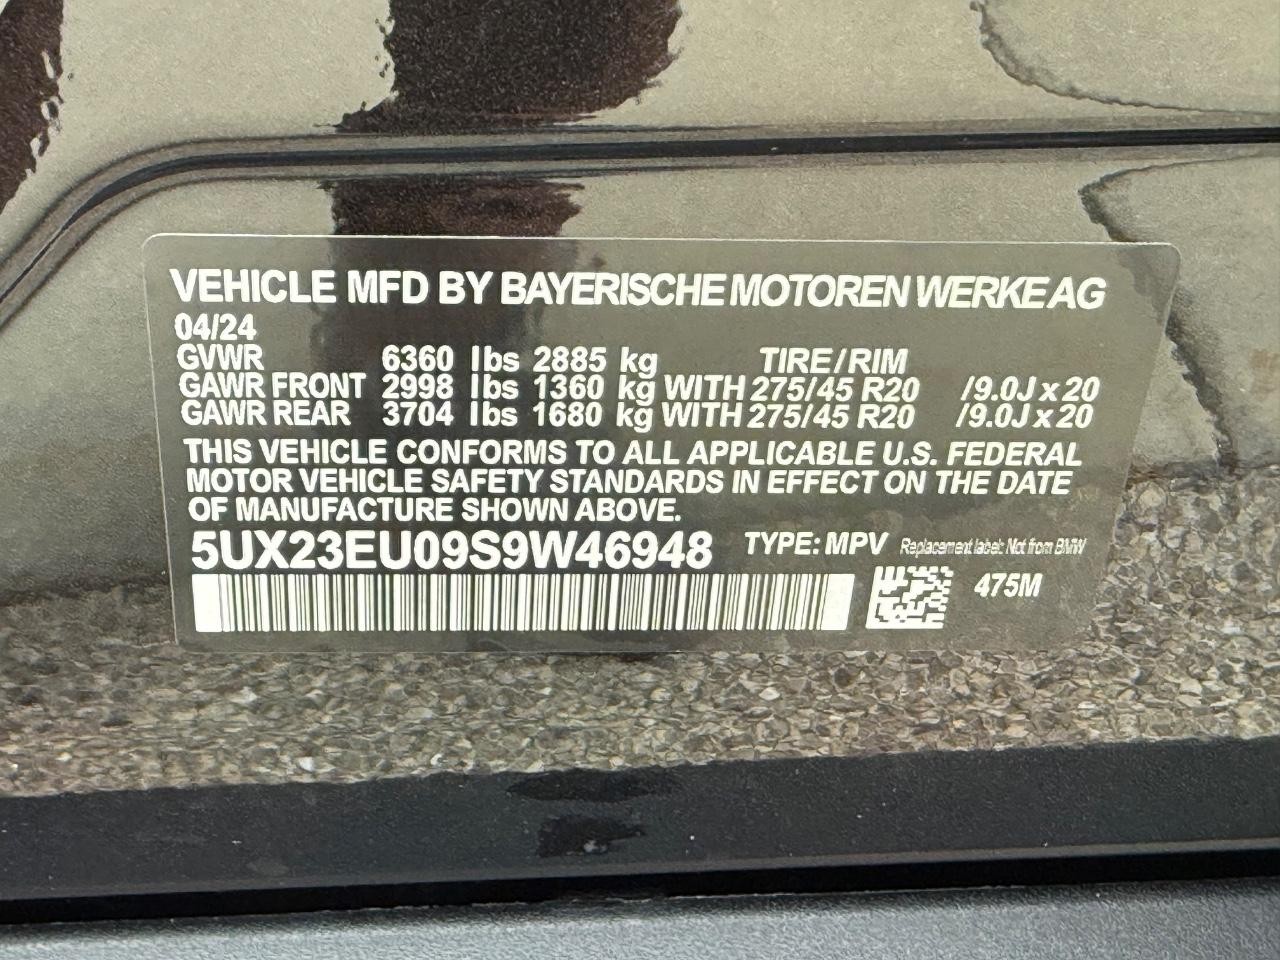 VEHICLE MFD BY BAYERISCHE MOTOREN WERKE AG
04/24
GVWR 6360 lbs 2885 kg TIRE/RIM
GAWR FRONT 2998 lbs 1360 kg WITH 275/45 R20 /9.0J x 20
GAWR REAR 3704 lbs 1680 kg WITH 275/45 R20 /9.0J x 20
THIS VEHICLE CONFORMS TO ALL APPLICABLE U.S. FEDERAL
MOTOR VEHICLE SAFETY STANDARDS IN EFFECT ON THE DATE
OF MANUFACTURE SHOWN ABOVE.
5UX23EU09S9W46948 TYPE: MPV Replacement label: Not from BMW
475M